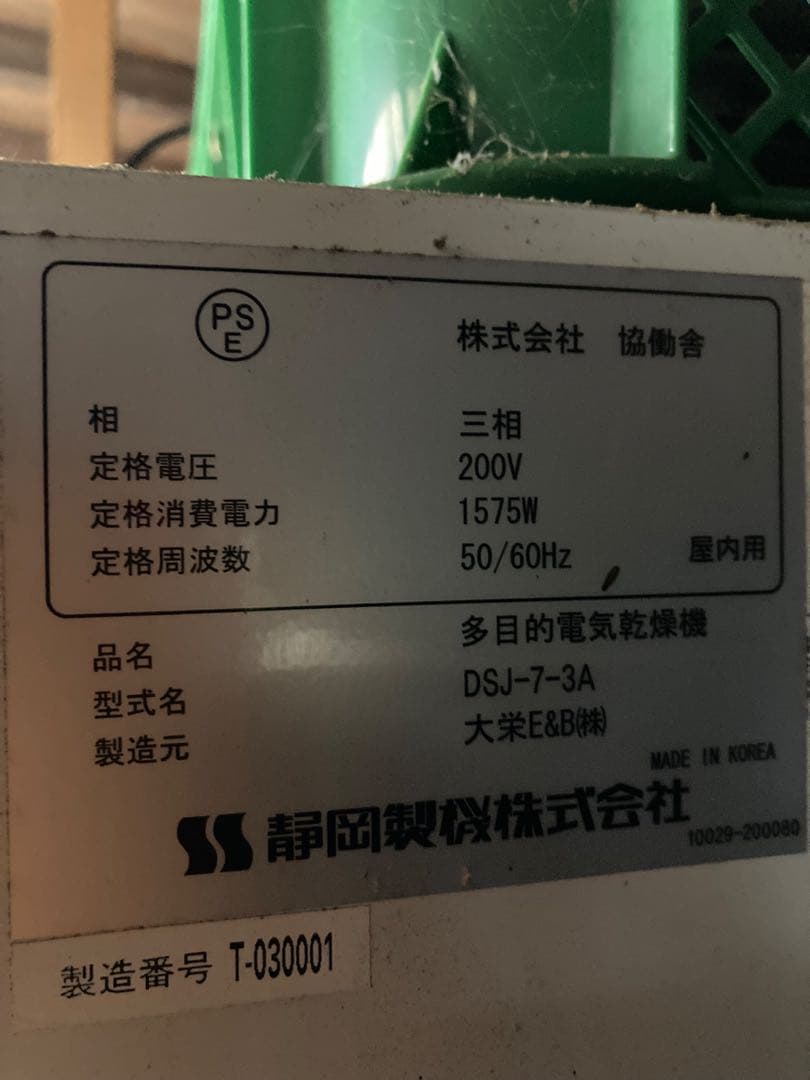 PS
E
株式会社 協働舎
相 三相
定格電圧 200V
定格消費電力 1575W
定格周波数 50/60Hz 屋内用
品名 多目的電気乾燥機
型式名 DSJ-7-3A
製造元 大栄E&B㈱
MADE IN KOREA
SS 静岡製機株式会社
10029-200080
製造番号 T-030001